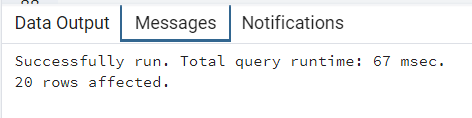 Data Output Messages Notifications
Successfully run. Total query runtime: 67 msec.
20 rows affected.